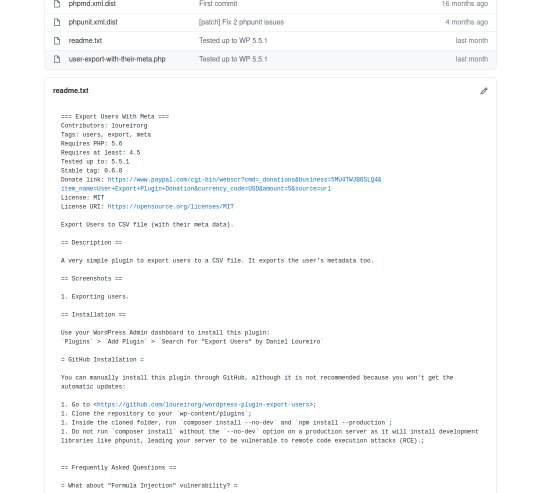 phpmd.xml.dist First commit 16 months ago
phpunit.xml.dist [patch] Fix 2 phpunit issues 4 months ago
readme.txt Tested up to WP 5.5.1 last month
user-export-with-their-meta.php Tested up to WP 5.5.1 last month
readme.txt
=== Export Users With Meta ===
Contributors: loureirorg
Tags: users, export, meta
Requires PHP: 5.6
Requires at least: 4.5
Tested up to: 5.5.1
Stable tag: 0.6.8
Donate link: https://www.paypal.com/cgi-bin/webscr?cmd=_donations&business=5MU4TWJB6SLQ4&
item_name=User+Export+Plugin+Donation&currency_code=USD&amount=5&source=url
License: MIT
License URI: https://opensource.org/licenses/MIT
Export Users to CSV file (with their meta data).
== Description ==
A very simple plugin to export users to a CSV file. It exports the user's metadata too.
== Screenshots ==
1. Exporting users.
== Installation ==
Use your WordPress Admin dashboard to install this plugin:
`Plugins` > `Add Plugin` > `Search for "Export Users" by Daniel Loureiro`
= GitHub Installation =
You can manually install this plugin through GitHub, although it is not recommended because you won't get the
automatic updates:
1. Go to <https://github.com/loureirorg/wordpress-plugin-export-users>;
1. Clone the repository to your `wp-content/plugins`;
1. Inside the cloned folder, run `composer install --no-dev` and `npm install --production`;
1. Do not run `composer install` without the `--no-dev` option on a production server as it will install development
libraries like phpunit, leading your server to be vulnerable to remote code execution attacks (RCE).;
== Frequently Asked Questions ==
= What about "Formula Injection" vulnerability? =